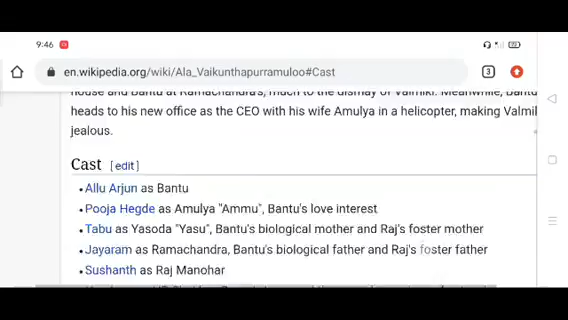 9:46
3
en.wikipedia.org/wiki/Ala_Vaikunthapurramuloo#Cast
house and Bantu at Ramachandra's, much to the dismay of Valmiki. Meanwhile, Bantu
heads to his new office as the CEO with his wife Amulya in a helicopter, making Valmi
jealous.
Cast [edit]
• Allu Arjun as Bantu
• Pooja Hegde as Amulya "Ammu", Bantu's love interest
• Tabu as Yasoda "Yasu", Bantu's biological mother and Raj's foster mother
• Jayaram as Ramachandra, Bantu's biological father and Raj's foster father
• Sushanth as Raj Manohar